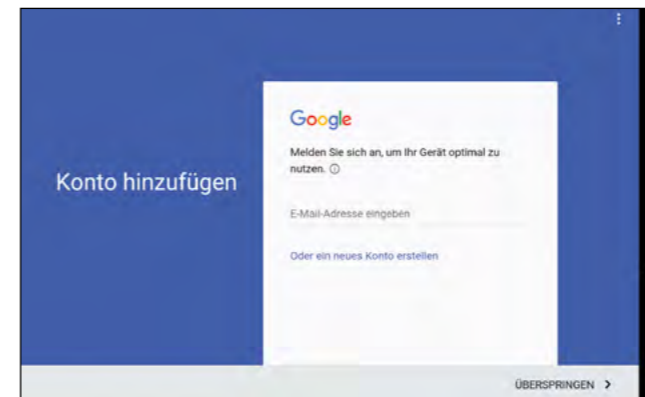 Konto hinzufügen
Google
Melden Sie sich an, um Ihr Gerät optimal zu
nutzen.
E-Mail-Adresse eingeben
Oder ein neues Konto erstellen
ÜBERSPRINGEN